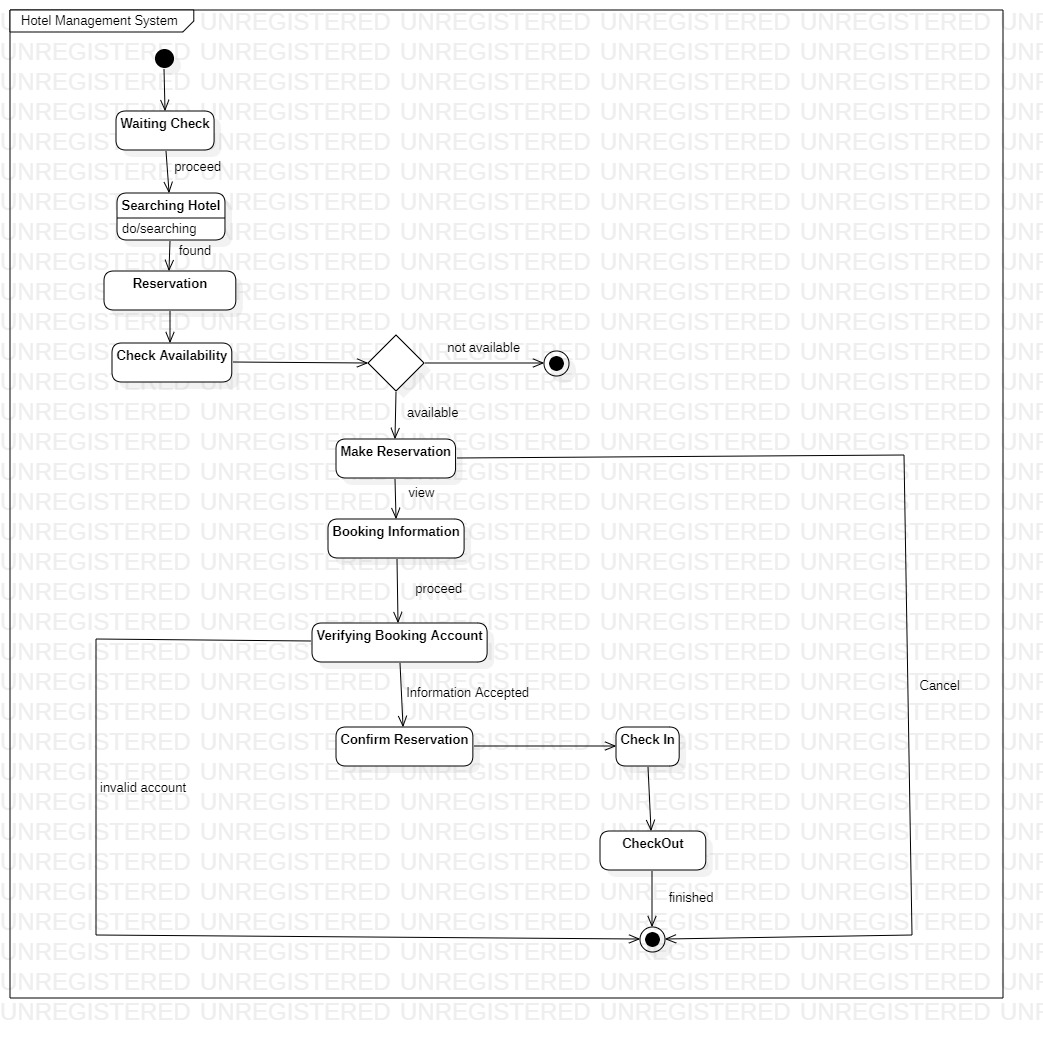 Hotel Management System
Waiting Check
proceed
Searching Hotel
do/searching
found
Reservation
Check Availability
not available
available
Make Reservation
view
Booking Information
proceed
Verifying Booking Account
Information Accepted
Cancel
Confirm Reservation
Check In
invalid account
CheckOut
finished
UNREGISTERED UNREGISTERED UNREGISTERED UNREGISTERED UNREGISTERED